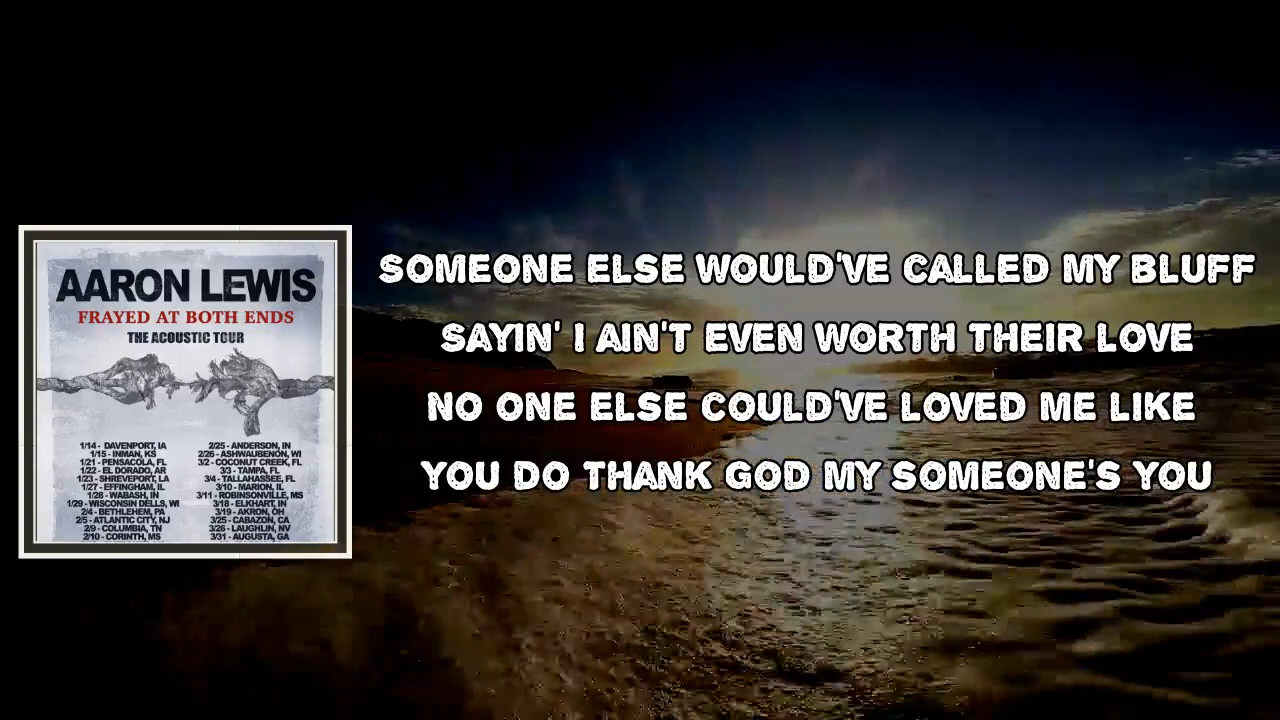 AARON LEWIS
FRAYED AT BOTH ENDS
THE ACOUSTIC TOUR
1/14 - DAVENPORT, IA
1/15 - INMAN, KS
1/21 - PENSACOLA, FL
1/22 - EL DORADO, AR
1/23 - SHREVEPORT, LA
1/27 - EFFINGHAM, IL
1/28 - WABASH, IN
1/29 - WISCONSIN DELLS, WI
2/4 - BETHLEHEM, PA
2/5 - ATLANTIC CITY, NJ
2/9 - COLUMBIA, TN
2/10 - CORINTH, MS
2/25 - ANDERSON, IN
2/26 - ASHWAUBENON, WI
3/2 - COCONUT CREEK, FL
3/3 - TAMPA, FL
3/4 - TALLAHASSEE, FL
3/10 - MARION, IL
3/11 - ROBINSONVILLE, MS
3/18 - ELKHART, IN
3/19 - AKRON, OH
3/25 - CABAZON, CA
3/26 - LAUGHLIN, NV
3/31 - AUGUSTA, GA
SOMEONE ELSE WOULD'VE CALLED MY BLUFF
SAYIN' I AIN'T EVEN WORTH THEIR LOVE
NO ONE ELSE COULD'VE LOVED ME LIKE
YOU DO THANK GOD MY SOMEONE'S YOU